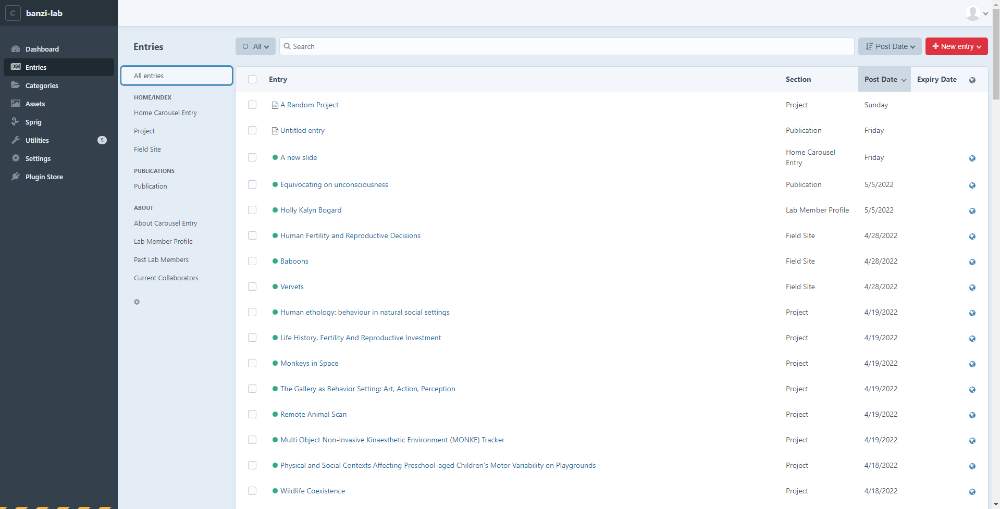 C banzi-lab
Dashboard
Entries
Categories
Assets
Sprig
Utilities 5
Settings
Plugin Store
Entries
All entries
HOME/INDEX
Home Carousel Entry
Project
Field Site
PUBLICATIONS
Publication
ABOUT
About Carousel Entry
Lab Member Profile
Past Lab Members
Current Collaborators
All Search Post Date New entry
Entry Section Post Date Expiry Date
A Random Project Project Sunday
Untitled entry Publication Friday
A new slide Home Carousel Entry Friday
Equivocating on unconsciousness Publication 5/5/2022
Holly Kalyn Bogard Lab Member Profile 5/5/2022
Human Fertility and Reproductive Decisions Field Site 4/28/2022
Baboons Field Site 4/28/2022
Vervets Field Site 4/28/2022
Human ethology: behaviour in natural social settings Project 4/19/2022
Life History, Fertility And Reproductive Investment Project 4/19/2022
Monkeys in Space Project 4/19/2022
The Gallery as Behavior Setting: Art, Action, Perception Project 4/19/2022
Remote Animal Scan Project 4/19/2022
Multi Object Non-invasive Kinaesthetic Environment (MONKE) Tracker Project 4/19/2022
Physical and Social Contexts Affecting Preschool-aged Children's Motor Variability on Playgrounds Project 4/18/2022
Wildlife Coexistence Project 4/18/2022